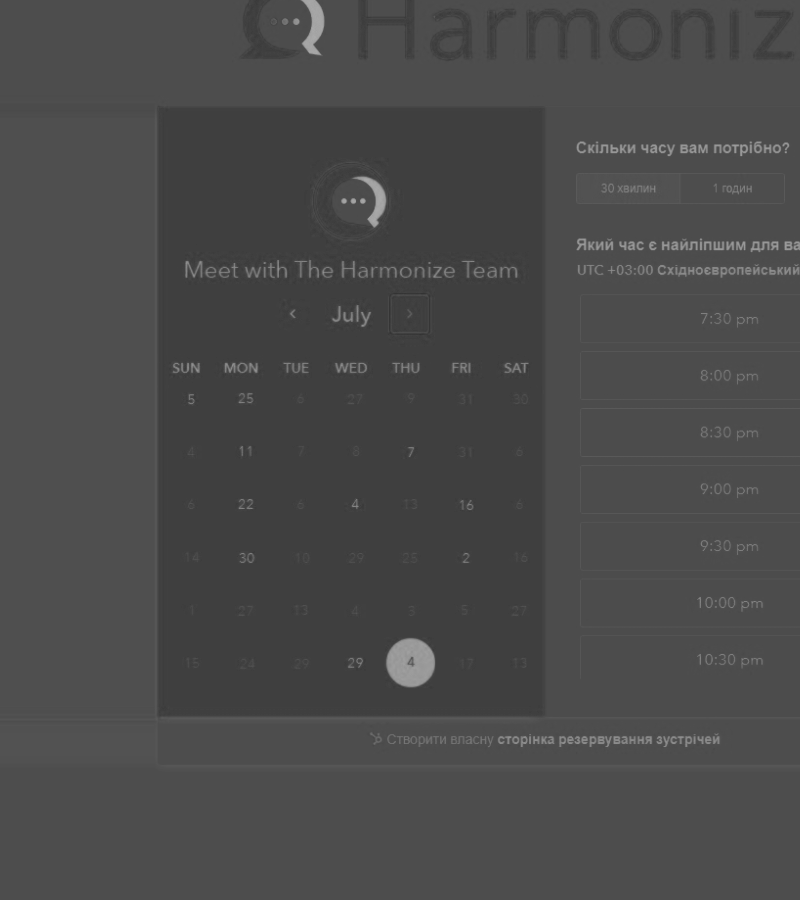 Harmoniz
Meet with The Harmonize Team
July
SUN MON TUE WED THU FRI SAT
5 25 6 27 9 31 30
4 11 7 8 7 31 6
6 22 6 4 13 16 6
14 30 10 29 25 2 16
1 27 13 4 3 5 27
15 24 29 29 4 17 13
Скільки часу вам потрібно?
30 хвилин 1 годин
Який час є найліпшим для ва
UTC +03:00 Східноєвропейський
7:30 pm
8:00 pm
8:30 pm
9:00 pm
9:30 pm
10:00 pm
10:30 pm
Створити власну сторінка резервування зустрічей